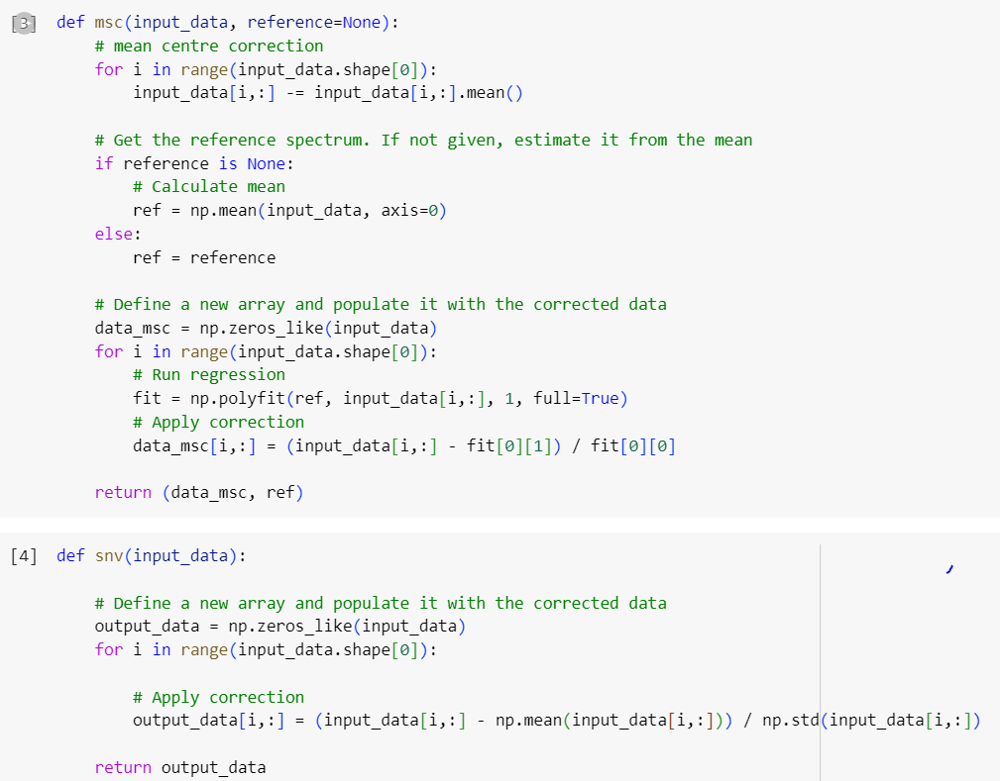 [3] def msc(input_data, reference=None):
    # mean centre correction
    for i in range(input_data.shape[0]):
        input_data[i,:] -= input_data[i,:].mean()

    # Get the reference spectrum. If not given, estimate it from the mean
    if reference is None:
        # Calculate mean
        ref = np.mean(input_data, axis=0)
    else:
        ref = reference

    # Define a new array and populate it with the corrected data
    data_msc = np.zeros_like(input_data)
    for i in range(input_data.shape[0]):
        # Run regression
        fit = np.polyfit(ref, input_data[i,:], 1, full=True)
        # Apply correction
        data_msc[i,:] = (input_data[i,:] - fit[0][1]) / fit[0][0]

    return (data_msc, ref)

[4] def snv(input_data):

    # Define a new array and populate it with the corrected data
    output_data = np.zeros_like(input_data)
    for i in range(input_data.shape[0]):

        # Apply correction
        output_data[i,:] = (input_data[i,:] - np.mean(input_data[i,:])) / np.std(input_data[i,:])

    return output_data